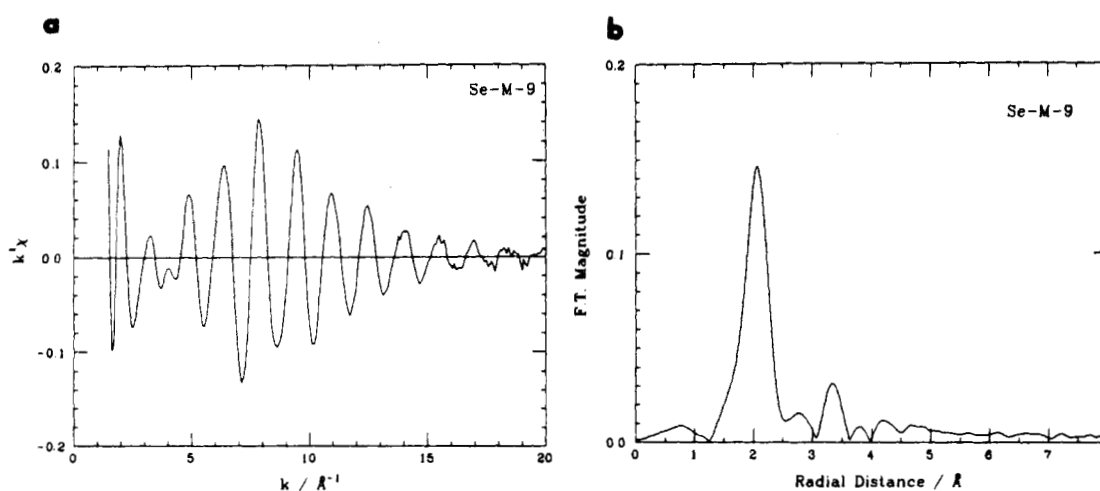 a
0.2
0.1
0.0
-0.1
-0.2
k¹χ
Se-M-9
0
5
10
15
20
k / Å⁻¹
b
0.2
0.1
0.0
F.T. Magnitude
Se-M-9
0
1
2
3
4
5
6
7
Radial Distance / Å